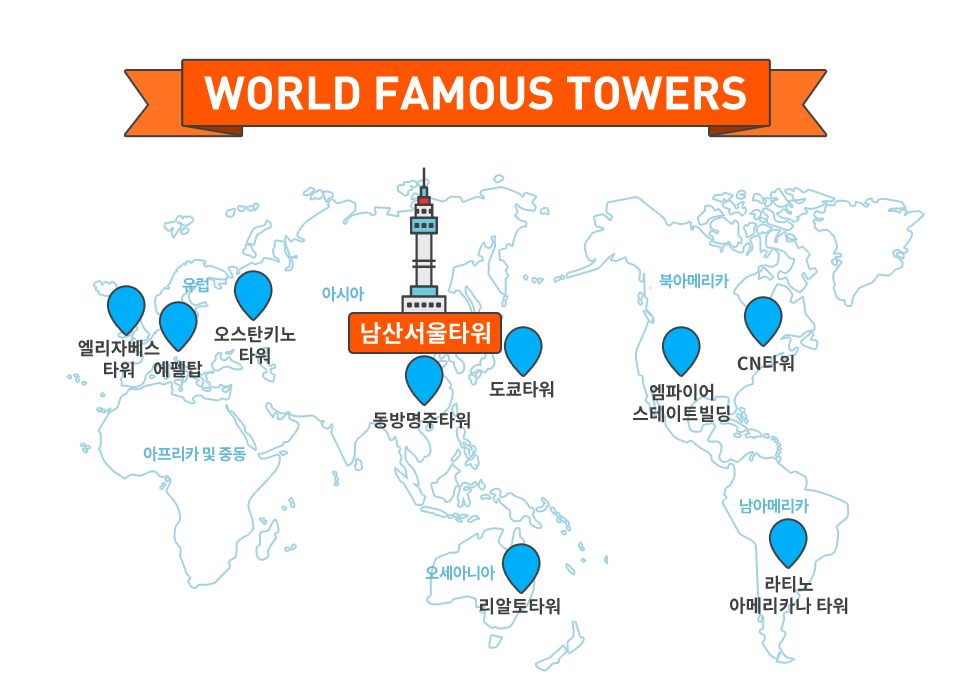 WORLD FAMOUS TOWERS
유럽
아시아
북아메리카
남산서울타워
엘리자베스
타워
에펠탑
오스탄키노
타워
도쿄타워
동방명주타워
엠파이어
스테이트빌딩
CN타워
아프리카 및 중동
남아메리카
오세아니아
리알토타워
라티노
아메리카나 타워